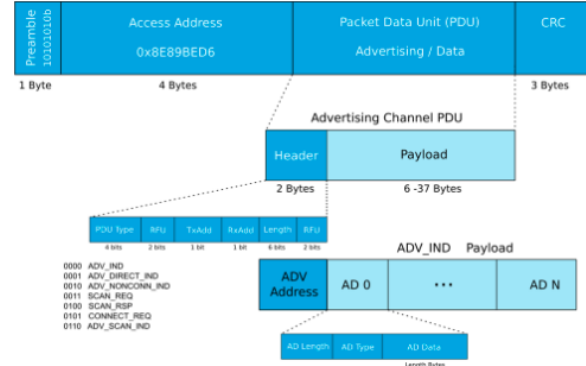 Preamble
10101010b
Access Address
0x8E89BED6
Packet Data Unit (PDU)
Advertising / Data
CRC
1 Byte
4 Bytes
3 Bytes
Advertising Channel PDU
Header
Payload
2 Bytes
6 -37 Bytes
PDU Type
RFU
TxAdd
RxAdd
Length
RFU
4 bits
2 bits
1 bit
1 bit
6 bits
2 bits
0000 ADV_IND
0001 ADV_DIRECT_IND
0010 ADV_NONCONN_IND
0011 SCAN_REQ
0100 SCAN_RSP
0101 CONNECT_REQ
0110 ADV_SCAN_IND
ADV_IND Payload
ADV
Address
AD 0
•••
AD N
AD Length
AD Type
AD Data
Length Bytes